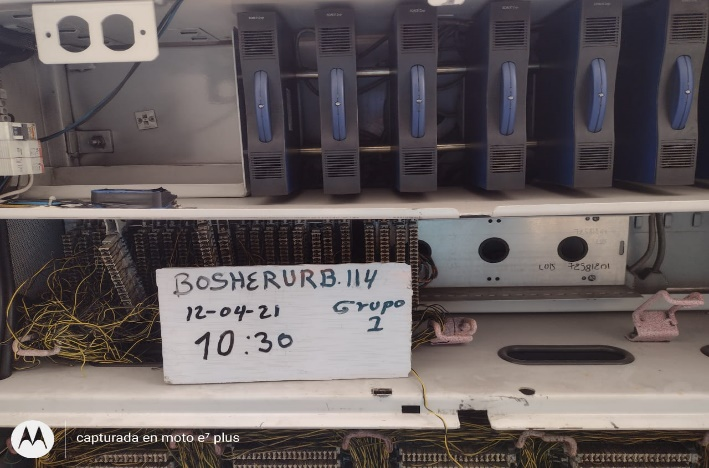 BOSHERURB.114
12-04-21
Grupo
1
10:30
capturada en moto e⁷ plus